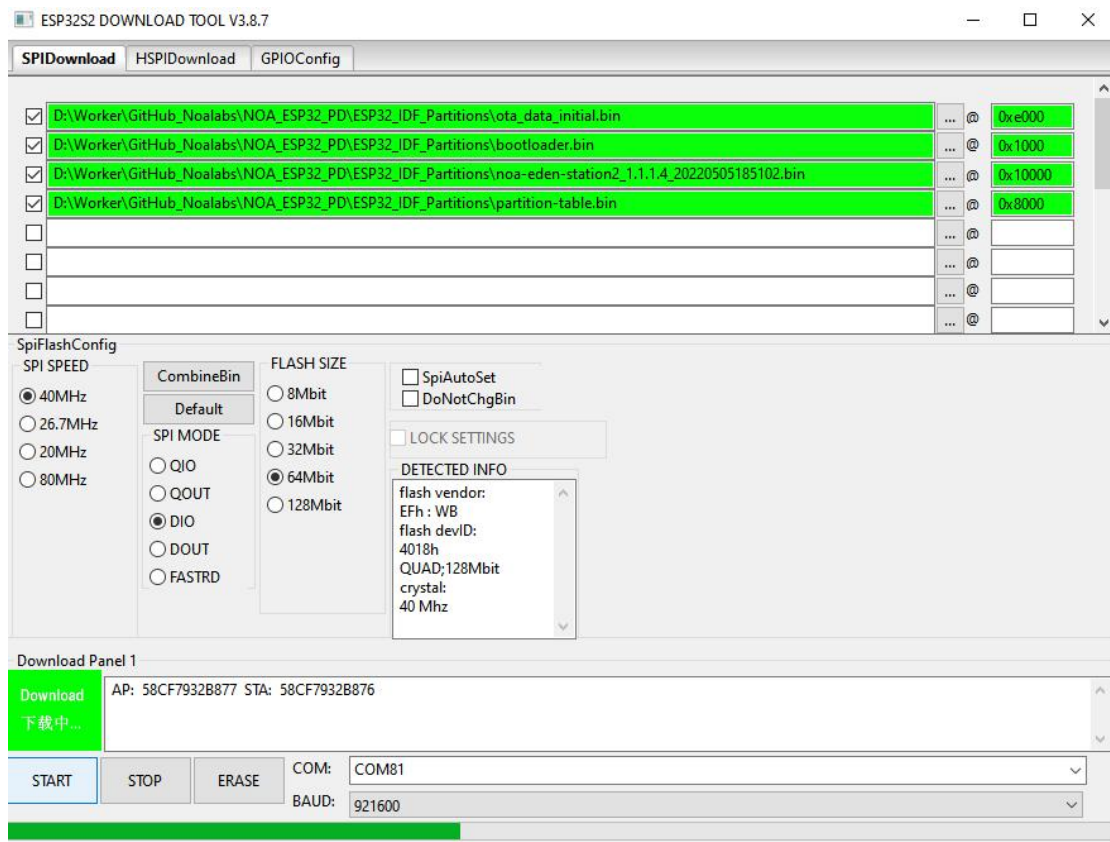 ESP32S2 DOWNLOAD TOOL V3.8.7
SPIDownload HSPIDownload GPIOConfig
D:\Worker\GitHub_Noalabs\NOA_ESP32_PD\ESP32_IDF_Partitions\ota_data_initial.bin ... @ 0xe000
D:\Worker\GitHub_Noalabs\NOA_ESP32_PD\ESP32_IDF_Partitions\bootloader.bin ... @ 0x1000
D:\Worker\GitHub_Noalabs\NOA_ESP32_PD\ESP32_IDF_Partitions\noa-eden-station2_1.1.1.4_20220505185102.bin ... @ 0x10000
D:\Worker\GitHub_Noalabs\NOA_ESP32_PD\ESP32_IDF_Partitions\partition-table.bin ... @ 0x8000
... @
... @
... @
... @
SpiFlashConfig
SPI SPEED
40MHz
26.7MHz
20MHz
80MHz
CombineBin
Default
SPI MODE
QIO
QOUT
DIO
DOUT
FASTRD
FLASH SIZE
8Mbit
16Mbit
32Mbit
64Mbit
128Mbit
SpiAutoSet
DoNotChgBin
LOCK SETTINGS
DETECTED INFO
flash vendor:
EFh : WB
flash devID:
4018h
QUAD;128Mbit
crystal:
40 Mhz
Download Panel 1
Download
下载中...
AP: 58CF7932B877 STA: 58CF7932B876
START STOP ERASE
COM: COM81
BAUD: 921600